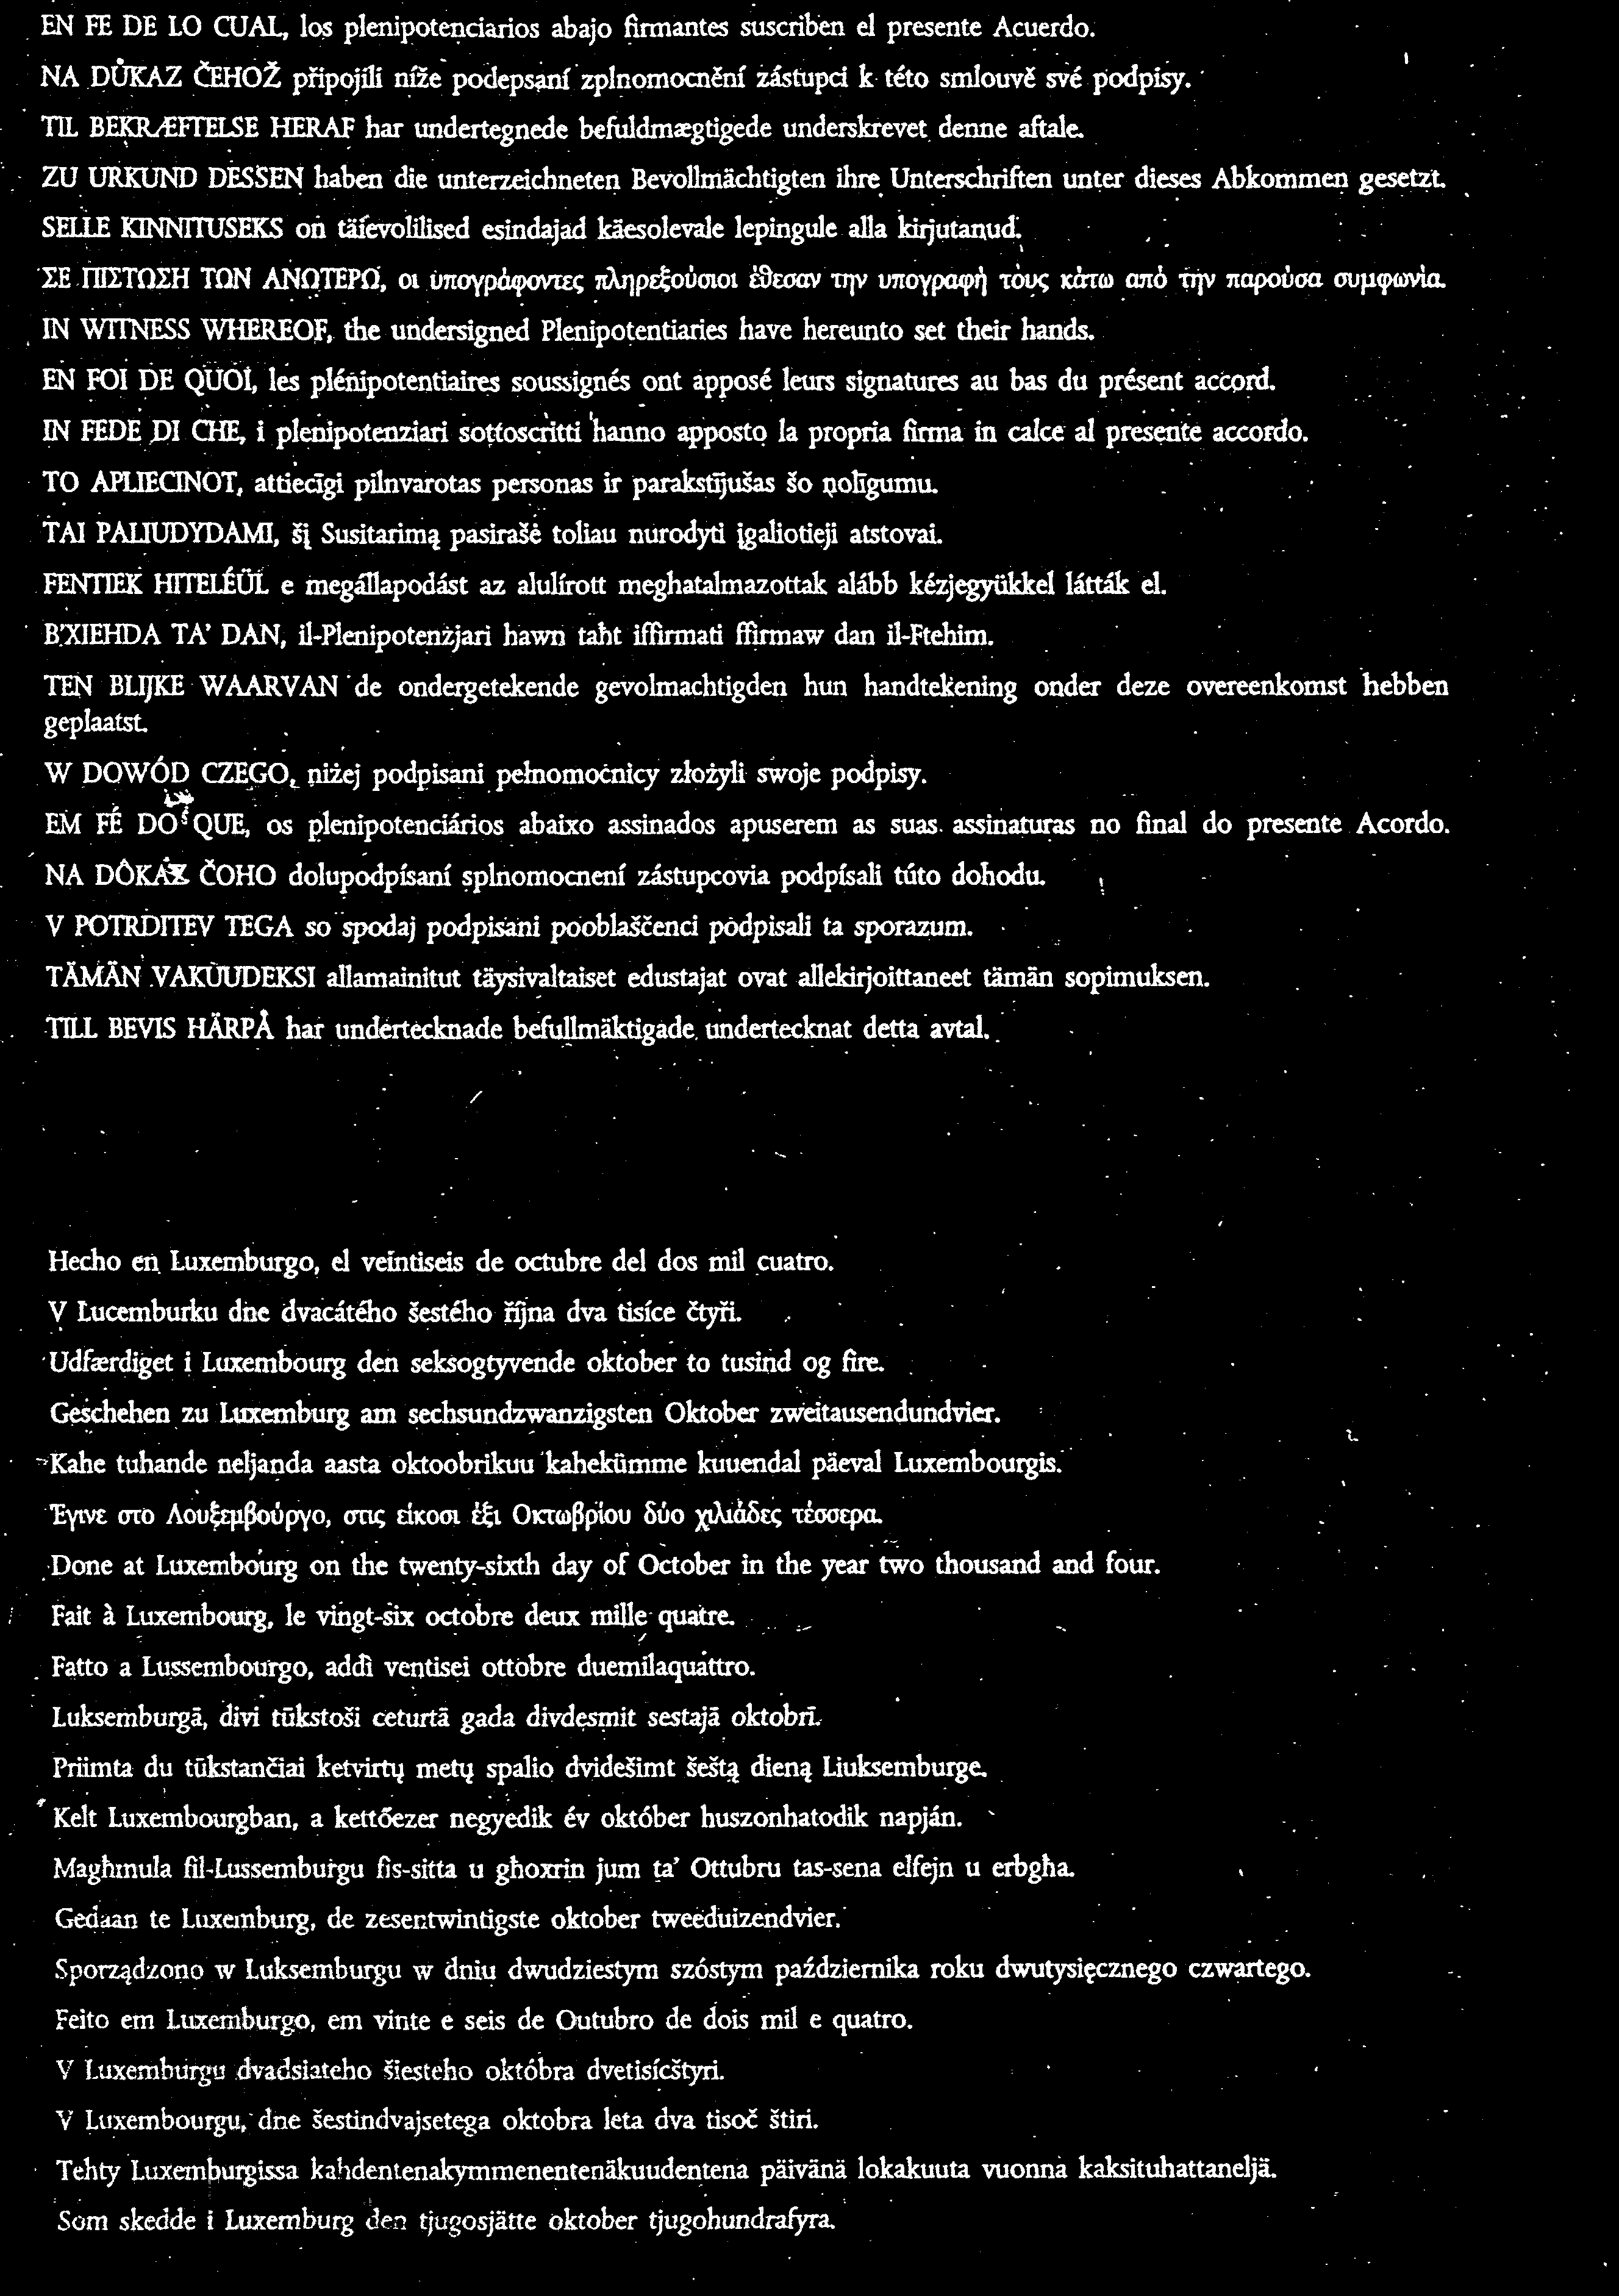 EN FE DE LO CUAL, los plenipotenciarios abajo firmantes suscriben el presente Acuerdo.
NA DŮKAZ ČEHOŽ připojili níže podepsaní zplnomocnění zástupci k této smlouvě své podpisy.
TIL BEKRÆFTELSE HERAF har undertegnede befuldmægtigede underskrevet denne aftale.
ZU URKUND DESSEN haben die unterzeichneten Bevollmächtigten ihre Unterschriften unter dieses Abkommen gesetzt.
SELLE KINNITUSEKS on täievolilised esindajad käesolevale lepingule alla kirjutanud.
ΣΕ ΠΙΣΤΩΣΗ ΤΩΝ ΑΝΩΤΕΡΩ, οι υπογράφοντες πληρεξούσιοι έθεσαν την υπογραφή τους κάτω από την παρούσα συμφωνία.
IN WITNESS WHEREOF, the undersigned Plenipotentiaries have hereunto set their hands.
EN FOI DE QUOI, les plénipotentiaires soussignés ont apposé leurs signatures au bas du présent accord.
IN FEDE DI CHE, i plenipotenziari sottoscritti hanno apposto la propria firma in calce al presente accordo.
TO APLIECINOT, attiecīgi pilnvarotas personas ir parakstījušas šo nolīgumu.
TAI PALIUDYDAMI, šį Susitarimą pasirašė toliau nurodyti įgaliotieji atstovai.
FENTIEK HITELÉÜL e megállapodást az alulírott meghatalmazottak alább kézjegyükkel látták el.
B'XIEHDA TA' DAN, il-Plenipotenzjari hawn taħt iffirmati ffirmaw dan il-Ftehim.
TEN BLIJKE WAARVAN de ondergetekende gevolmachtigden hun handtekening onder deze overeenkomst hebben
geplaatst.
W DOWÓD CZEGO, niżej podpisani pełnomocnicy złożyli swoje podpisy.
EM FÉ DO QUE, os plenipotenciários abaixo assinados apuserem as suas assinaturas no final do presente Acordo.
NA DÔKAZ ČOHO dolupodpísaní splnomocnení zástupcovia podpísali túto dohodu.
V POTRDITEV TEGA so spodaj podpisani pooblaščenci podpisali ta sporazum.
TÄMÄN VAKUUDEKSI allamainitut täysivaltaiset edustajat ovat allekirjoittaneet tämän sopimuksen.
TILL BEVIS HÄRPÅ har undertecknade befullmäktigade undertecknat detta avtal.
Hecho en Luxemburgo, el veintiseis de octubre del dos mil cuatro.
V Lucemburku dne dvacátého šestého října dva tisíce čtyři.
Udfærdiget i Luxembourg den seksogtyvende oktober to tusind og fire.
Geschehen zu Luxemburg am sechsundzwanzigsten Oktober zweitausendundvier.
Kahe tuhande neljanda aasta oktoobrikuu kahekümme kuuendal päeval Luxembourgis.
Έγινε στο Λουξεμβούργο, στις είκοσι έξι Οκτωβρίου δύο χιλιάδες τέσσερα.
Done at Luxembourg on the twenty-sixth day of October in the year two thousand and four.
Fait à Luxembourg, le vingt-six octobre deux mille quatre.
Fatto a Lussembourgo, addì ventisei ottobre duemilaquattro.
Luksemburgā, divi tūkstoši ceturtā gada divdesmit sestajā oktobrī.
Priimta du tūkstančiai ketvirtų metų spalio dvidešimt šeštą dieną Liuksemburge.
Kelt Luxembourgban, a kettőezer negyedik év október huszonhatodik napján.
Magħmula fil-Lussemburgu fis-sitta u għoxrin jum ta' Ottubru tas-sena elfejn u erbgħa.
Gedaan te Luxemburg, de zesentwintigste oktober tweeduizendvier.
Sporządzono w Luksemburgu w dniu dwudziestym szóstym października roku dwutysięcznego czwartego.
Feito em Luxemburgo, em vinte e seis de Outubro de dois mil e quatro.
V Luxemburgu dvadsiateho šiesteho októbra dvetisícštyri.
V Luxembourgu, dne šestindvajsetega oktobra leta dva tisoč štiri.
Tehty Luxemburgissa kahdentenakymmenentenäkuudentena päivänä lokakuuta vuonna kaksituhattaneljä.
Som skedde i Luxemburg den tjugosjätte oktober tjugohundrafyra.